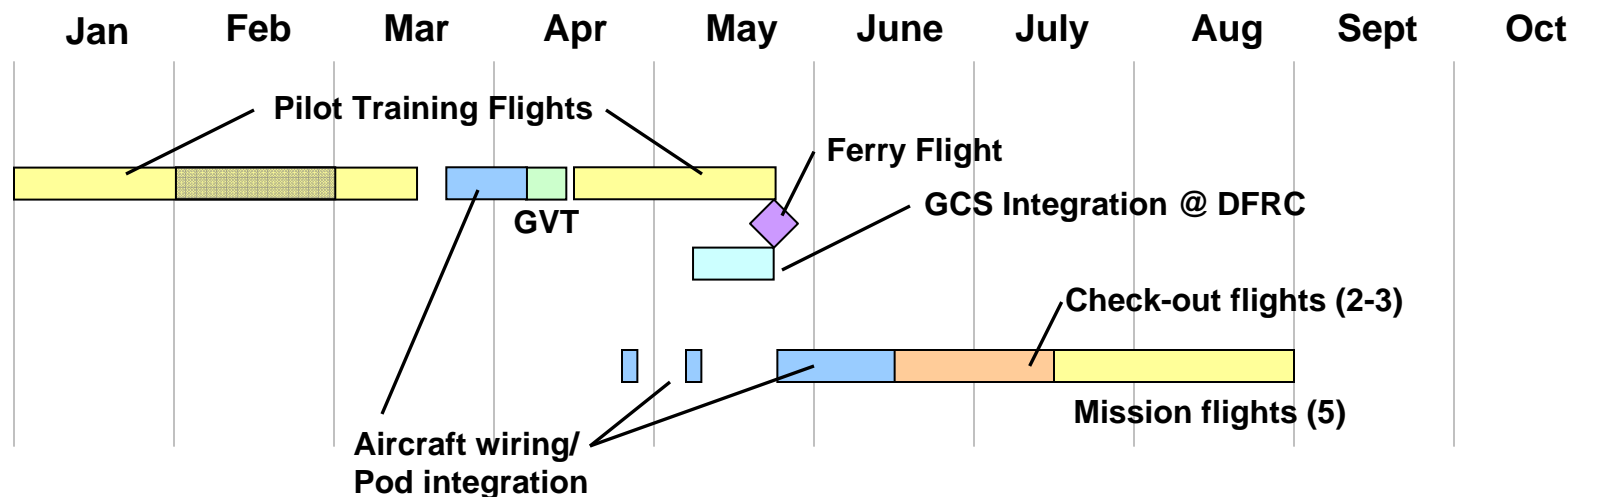 Jan Feb Mar Apr May June July Aug Sept Oct
Pilot Training Flights
Ferry Flight
GCS Integration @ DFRC
GVT
Check-out flights (2-3)
Mission flights (5)
Aircraft wiring/
Pod integration